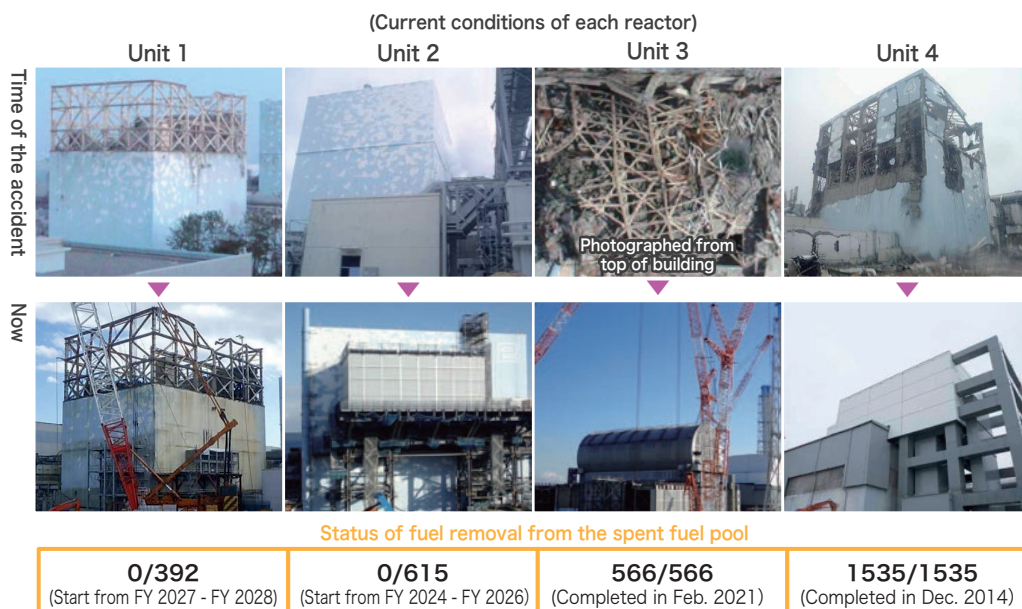 (Current conditions of each reactor)
Unit 1
Unit 2
Unit 3
Unit 4
Time of the accident
Photographed from
top of building
Now
Status of fuel removal from the spent fuel pool
0/392
(Start from FY 2027 - FY 2028)
0/615
(Start from FY 2024 - FY 2026)
566/566
(Completed in Feb. 2021)
1535/1535
(Completed in Dec. 2014)